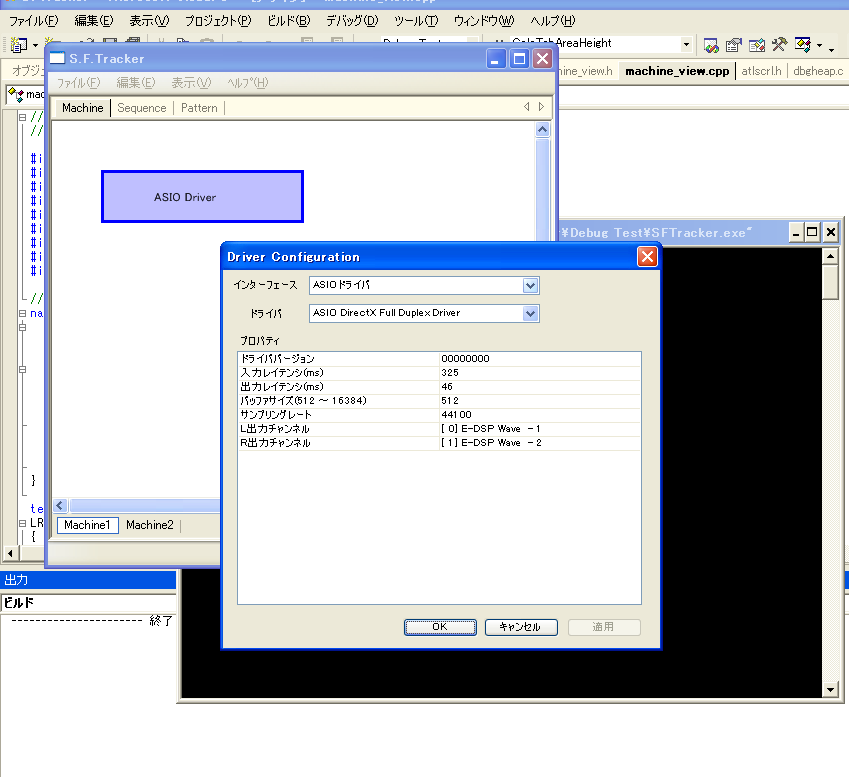 ファイル(F) 編集(E) 表示(V) プロジェクト(P) ビルド(B) デバッグ(D) ツール(T) ウィンドウ(W) ヘルプ(H)
CalcTabAreaHeight
オブジェ
machine_view.cpp atlscrl.h dbgheap.c
S.F.Tracker
ファイル(F) 編集(E) 表示(V) ヘルプ(H)
Machine Sequence Pattern
ASIO Driver
¥Debug Test¥SFTracker.exe"
Driver Configuration
インターフェース ASIOドライバ
ドライバ ASIO DirectX Full Duplex Driver
プロパティ
ドライババージョン 00000000
入力レイテンシ(ms) 325
出力レイテンシ(ms) 46
バッファサイズ(512 ～ 16384) 512
サンプリングレート 44100
L出力チャンネル [ 0] E-DSP Wave - 1
R出力チャンネル [ 1] E-DSP Wave - 2
Machine1 Machine2
OK キャンセル 適用
出力
ビルド
---------------------- 終了